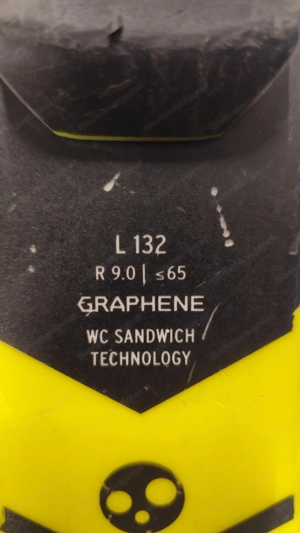 L 132
R 9.0 | ≤65
GRAPHENE
WC SANDWICH
TECHNOLOGY